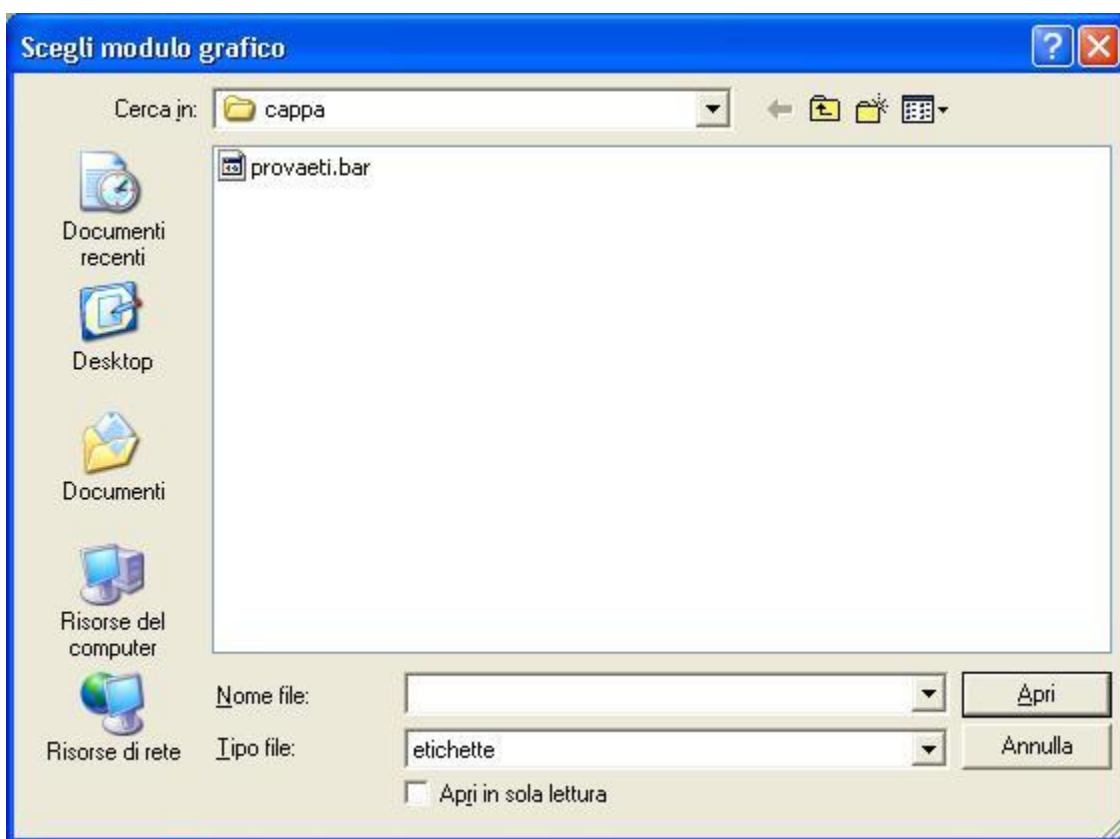 Scegli modulo grafico
Cerca in:
cappa
provaeti.bar
Documenti
recenti
Desktop
Documenti
Risorse del
computer
Risorse di rete
Nome file:
Apri
Tipo file:
etichette
Annulla
Apri in sola lettura